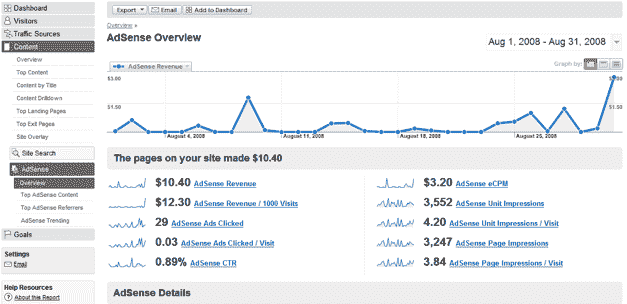 Dashboard
Visitors
Traffic Sources
Content
Overview
Top Content
Content by Title
Content Drilldown
Top Landing Pages
Top Exit Pages
Site Overlay
Site Search
AdSense
Overview
Top AdSense Content
Top AdSense Referrers
AdSense Trending
Goals
Settings
Email
Help Resources
About this Report
Export Email Add to Dashboard
Overview »
AdSense Overview
Aug 1, 2008 - Aug 31, 2008
AdSense Revenue
Graph by:
$3.00 $3.00
$1.50 $1.50
August 4, 2008 August 11, 2008 August 18, 2008 August 25, 2008
The pages on your site made $10.40
$10.40 AdSense Revenue
$12.30 AdSense Revenue / 1000 Visits
29 AdSense Ads Clicked
0.03 AdSense Ads Clicked / Visit
0.89% AdSense CTR
$3.20 AdSense eCPM
3,552 AdSense Unit Impressions
4.20 AdSense Unit Impressions / Visit
3,247 AdSense Page Impressions
3.84 AdSense Page Impressions / Visit
AdSense Details